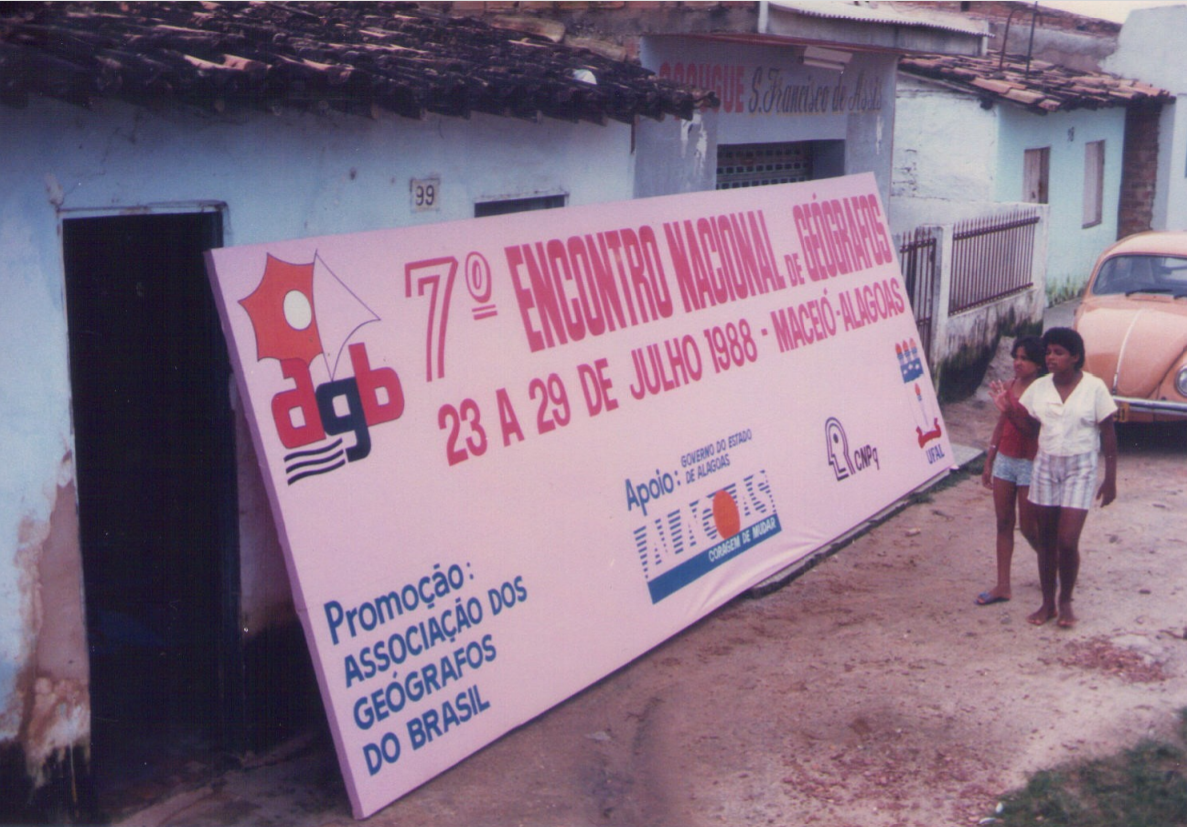 AÇOUGUE S. Francisco de Assis
99
7º ENCONTRO NACIONAL DE GEÓGRAFOS
23 A 29 DE JULHO 1988 - MACEIÓ-ALAGOAS
agb
Apoio: GOVERNO DO ESTADO
DE ALAGOAS
ALAGOAS
CORAGEM DE MUDAR
CNPq
UFAL
Promoção:
ASSOCIAÇÃO DOS
GEÓGRAFOS
DO BRASIL